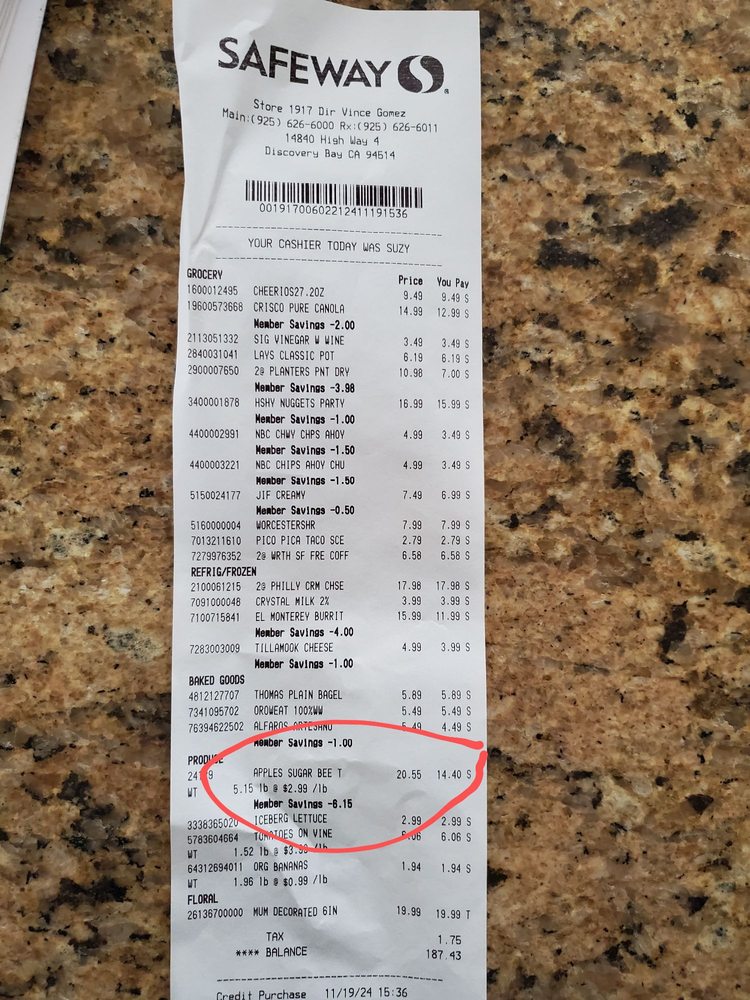 SAFEWAY
Store 1917 Dir Vince Gomez
Main:(925) 626-6000 Rx:(925) 626-6011
14840 High Way 4
Discovery Bay CA 94514
00191700602212411191536
YOUR CASHIER TODAY WAS SUZY
GROCERY Price You Pay
1600012495 CHEERIOS27.2OZ 9.49 9.49 S
19600573668 CRISCO PURE CANOLA 14.99 12.99 S
Member Savings -2.00
2113051332 SIG VINEGAR W WINE 3.49 3.49 S
2840031041 LAYS CLASSIC POT 6.19 6.19 S
2900007650 2@ PLANTERS PNT DRY 10.98 7.00 S
Member Savings -3.98
3400001878 HSHY NUGGETS PARTY 16.99 15.99 S
Member Savings -1.00
4400002991 NBC CHWY CHPS AHOY 4.99 3.49 S
Member Savings -1.50
4400003221 NBC CHIPS AHOY CHU 4.99 3.49 S
Member Savings -1.50
5150024177 JIF CREAMY 7.49 6.99 S
Member Savings -0.50
5160000004 WORCESTERSHR 7.99 7.99 S
7013211610 PICO PICA TACO SCE 2.79 2.79 S
7279976352 2@ WRTH SF FRE COFF 6.58 6.58 S
REFRIG/FROZEN
2100061215 2@ PHILLY CRM CHSE 17.98 17.98 S
7091000048 CRYSTAL MILK 2% 3.99 3.99 S
7100715841 EL MONTEREY BURRIT 15.99 11.99 S
Member Savings -4.00
7283003009 TILLAMOOK CHEESE 4.99 3.99 S
Member Savings -1.00
BAKED GOODS
4812127707 THOMAS PLAIN BAGEL 5.89 5.89 S
7341095702 OROWEAT 100%WW 5.49 5.49 S
76394622502 ALFAROS ARTESANO 5.49 4.49 S
Member Savings -1.00
PRODUCE
APPLES SUGAR BEE T 20.55 14.40 S
WT 5.15 lb @ $2.99 /lb
Member Savings -6.15
3338365020 ICEBERG LETTUCE 2.99 2.99 S
5783604664 TOMATOES ON VINE 6.06 6.06 S
WT 1.52 lb @ $3.99 /lb
64312694011 ORG BANANAS 1.94 1.94 S
WT 1.96 lb @ $0.99 /lb
FLORAL
26136700000 MUM DECORATED 6IN 19.99 19.99 T
TAX 1.75
**** BALANCE 187.43
Credit Purchase 11/19/24 15:36